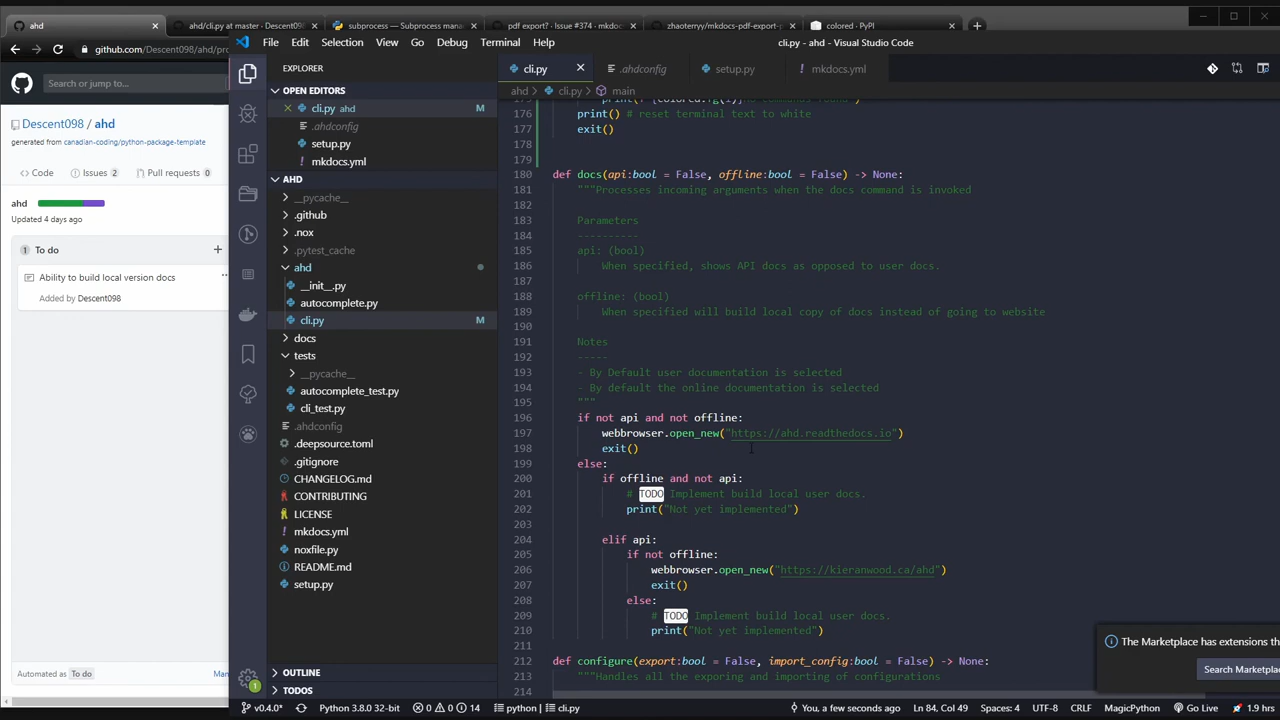 ahd
ahd/cli.py at master · Descent098
subprocess — Subprocess manag
pdf export? · Issue #374 · mkdoc
zhaoterryy/mkdocs-pdf-export-p
colored · PyPI
github.com/Descent098/ahd/pro
Search or jump to...
Descent098 / ahd
generated from canadian-coding/python-package-template
Code
Issues 2
Pull requests 0
ahd
Updated 4 days ago
1 To do
Ability to build local version docs
Added by Descent098
Automated as To do
Man
File Edit Selection View Go Debug Terminal Help
cli.py - ahd - Visual Studio Code
EXPLORER
OPEN EDITORS
cli.py ahd M
.ahdconfig
setup.py
mkdocs.yml
AHD
__pycache__
.github
.nox
.pytest_cache
ahd
__init__.py
autocomplete.py
cli.py M
docs
tests
__pycache__
autocomplete_test.py
cli_test.py
.ahdconfig
.deepsource.toml
.gitignore
CHANGELOG.md
CONTRIBUTING
LICENSE
mkdocs.yml
noxfile.py
README.md
setup.py
OUTLINE
TODOS
cli.py
.ahdconfig
setup.py
mkdocs.yml
ahd > cli.py > main
176 print() # reset terminal text to white
177 exit()
178
179
180 def docs(api:bool = False, offline:bool = False) -> None:
181 """Processes incoming arguments when the docs command is invoked
182
183 Parameters
184 ----------
185 api: (bool)
186 When specified, shows API docs as opposed to user docs.
187
188 offline: (bool)
189 When specified will build local copy of docs instead of going to website
190
191 Notes
192 -----
193 - By Default user documentation is selected
194 - By default the online documentation is selected
195 """
196 if not api and not offline:
197 webbrowser.open_new("https://ahd.readthedocs.io")
198 exit()
199 else:
200 if offline and not api:
201 # TODO Implement build local user docs.
202 print("Not yet implemented")
203
204 elif api:
205 if not offline:
206 webbrowser.open_new("https://kieranwood.ca/ahd")
207 exit()
208 else:
209 # TODO Implement build local user docs.
210 print("Not yet implemented")
211
212 def configure(export:bool = False, import_config:bool = False) -> None:
213 """Handles all the exporing and importing of configurations
214
The Marketplace has extensions th
Search Marketpla
1
v0.4.0* Python 3.8.0 32-bit 0 0 14 python | cli.py You, a few seconds ago Ln 84, Col 49 Spaces: 4 UTF-8 CRLF MagicPython Go Live 1.9 hrs